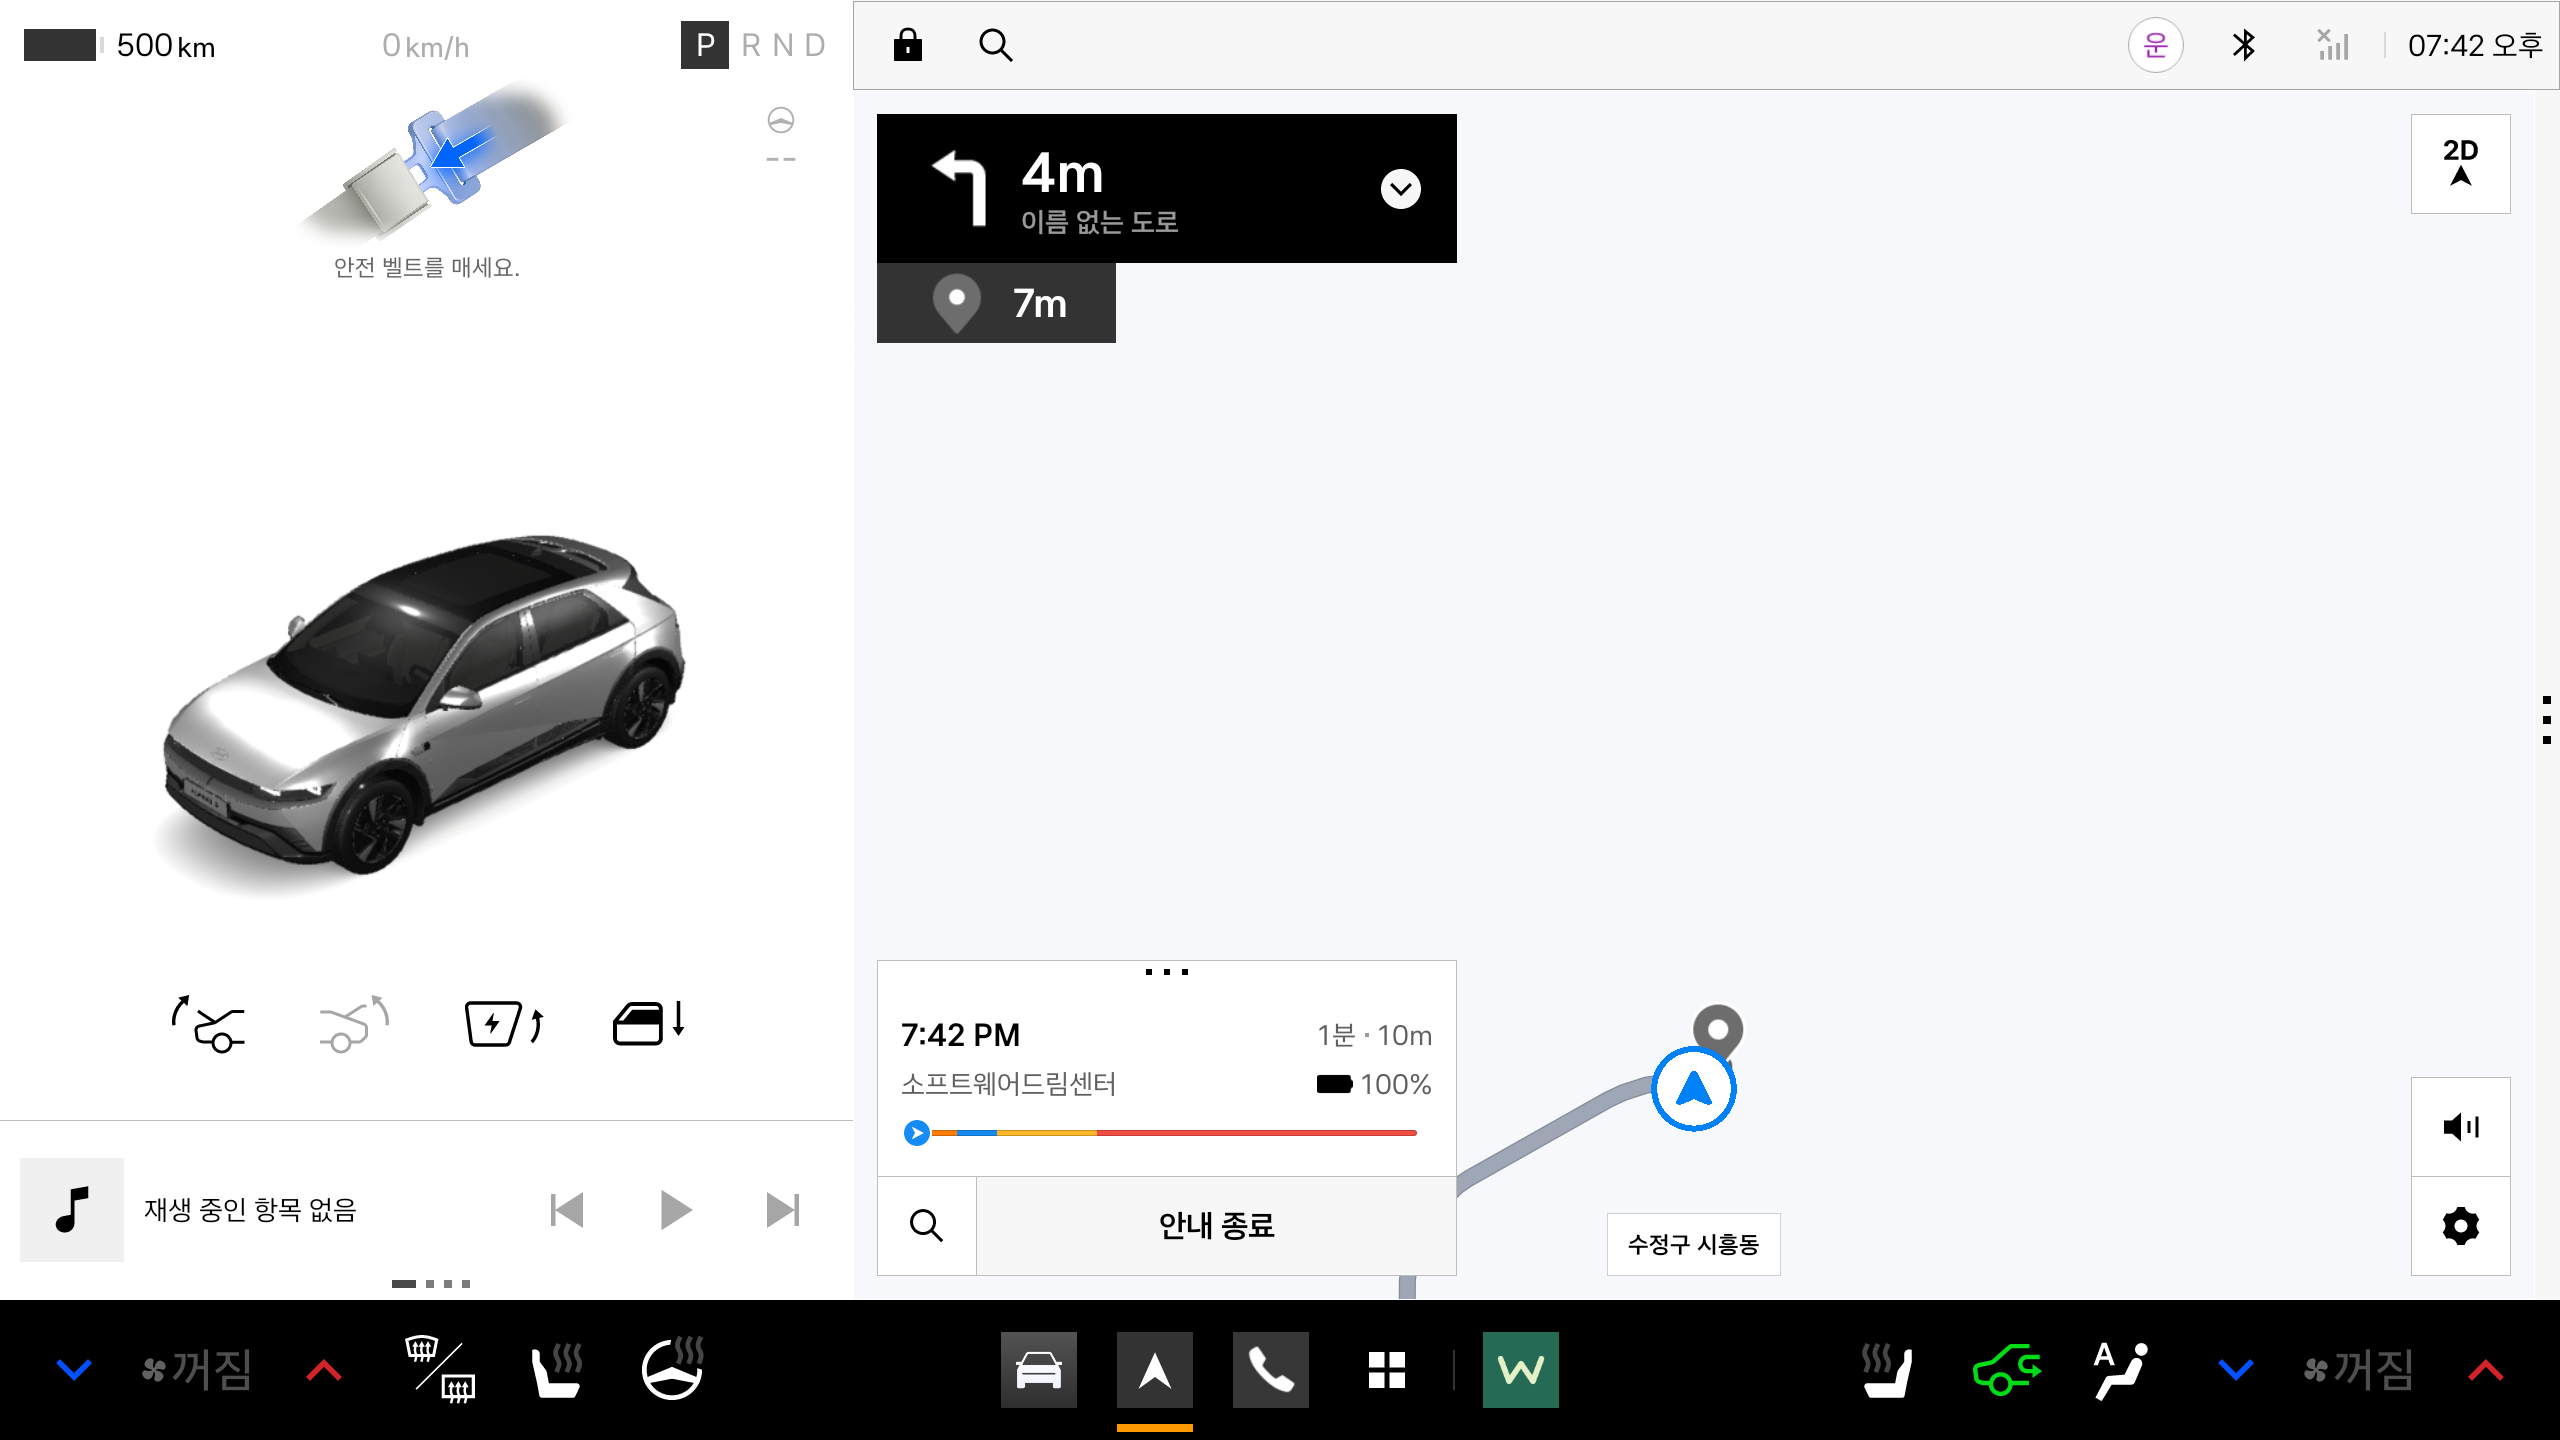 500 km
0 km/h
P R N D
운
07:42 오후
안전 벨트를 매세요.
--
4m
이름 없는 도로
7m
2D
7:42 PM
1분 · 10m
소프트웨어드림센터
100%
안내 종료
수정구 시흥동
재생 중인 항목 없음
꺼짐
W
A
꺼짐